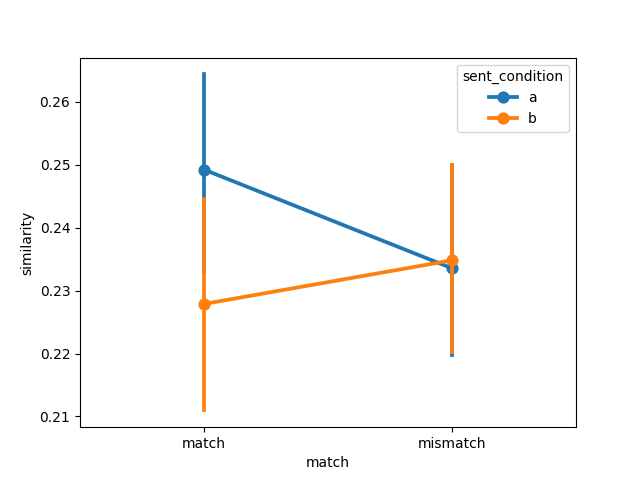 sent_condition
a
b
0.26
0.25
0.24
0.23
0.22
0.21
similarity
match
mismatch
match